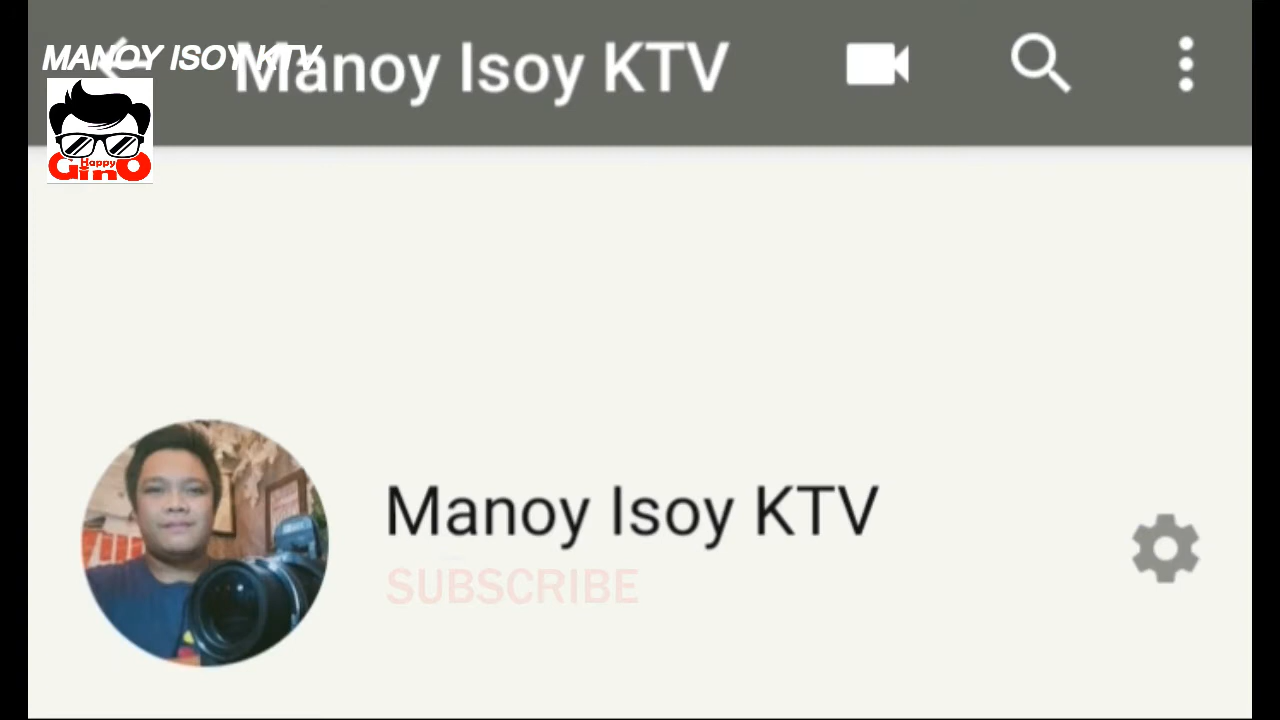 MANOY ISOY KTV
Manoy Isoy KTV
Happy
GinO
Manoy Isoy KTV
SUBSCRIBE